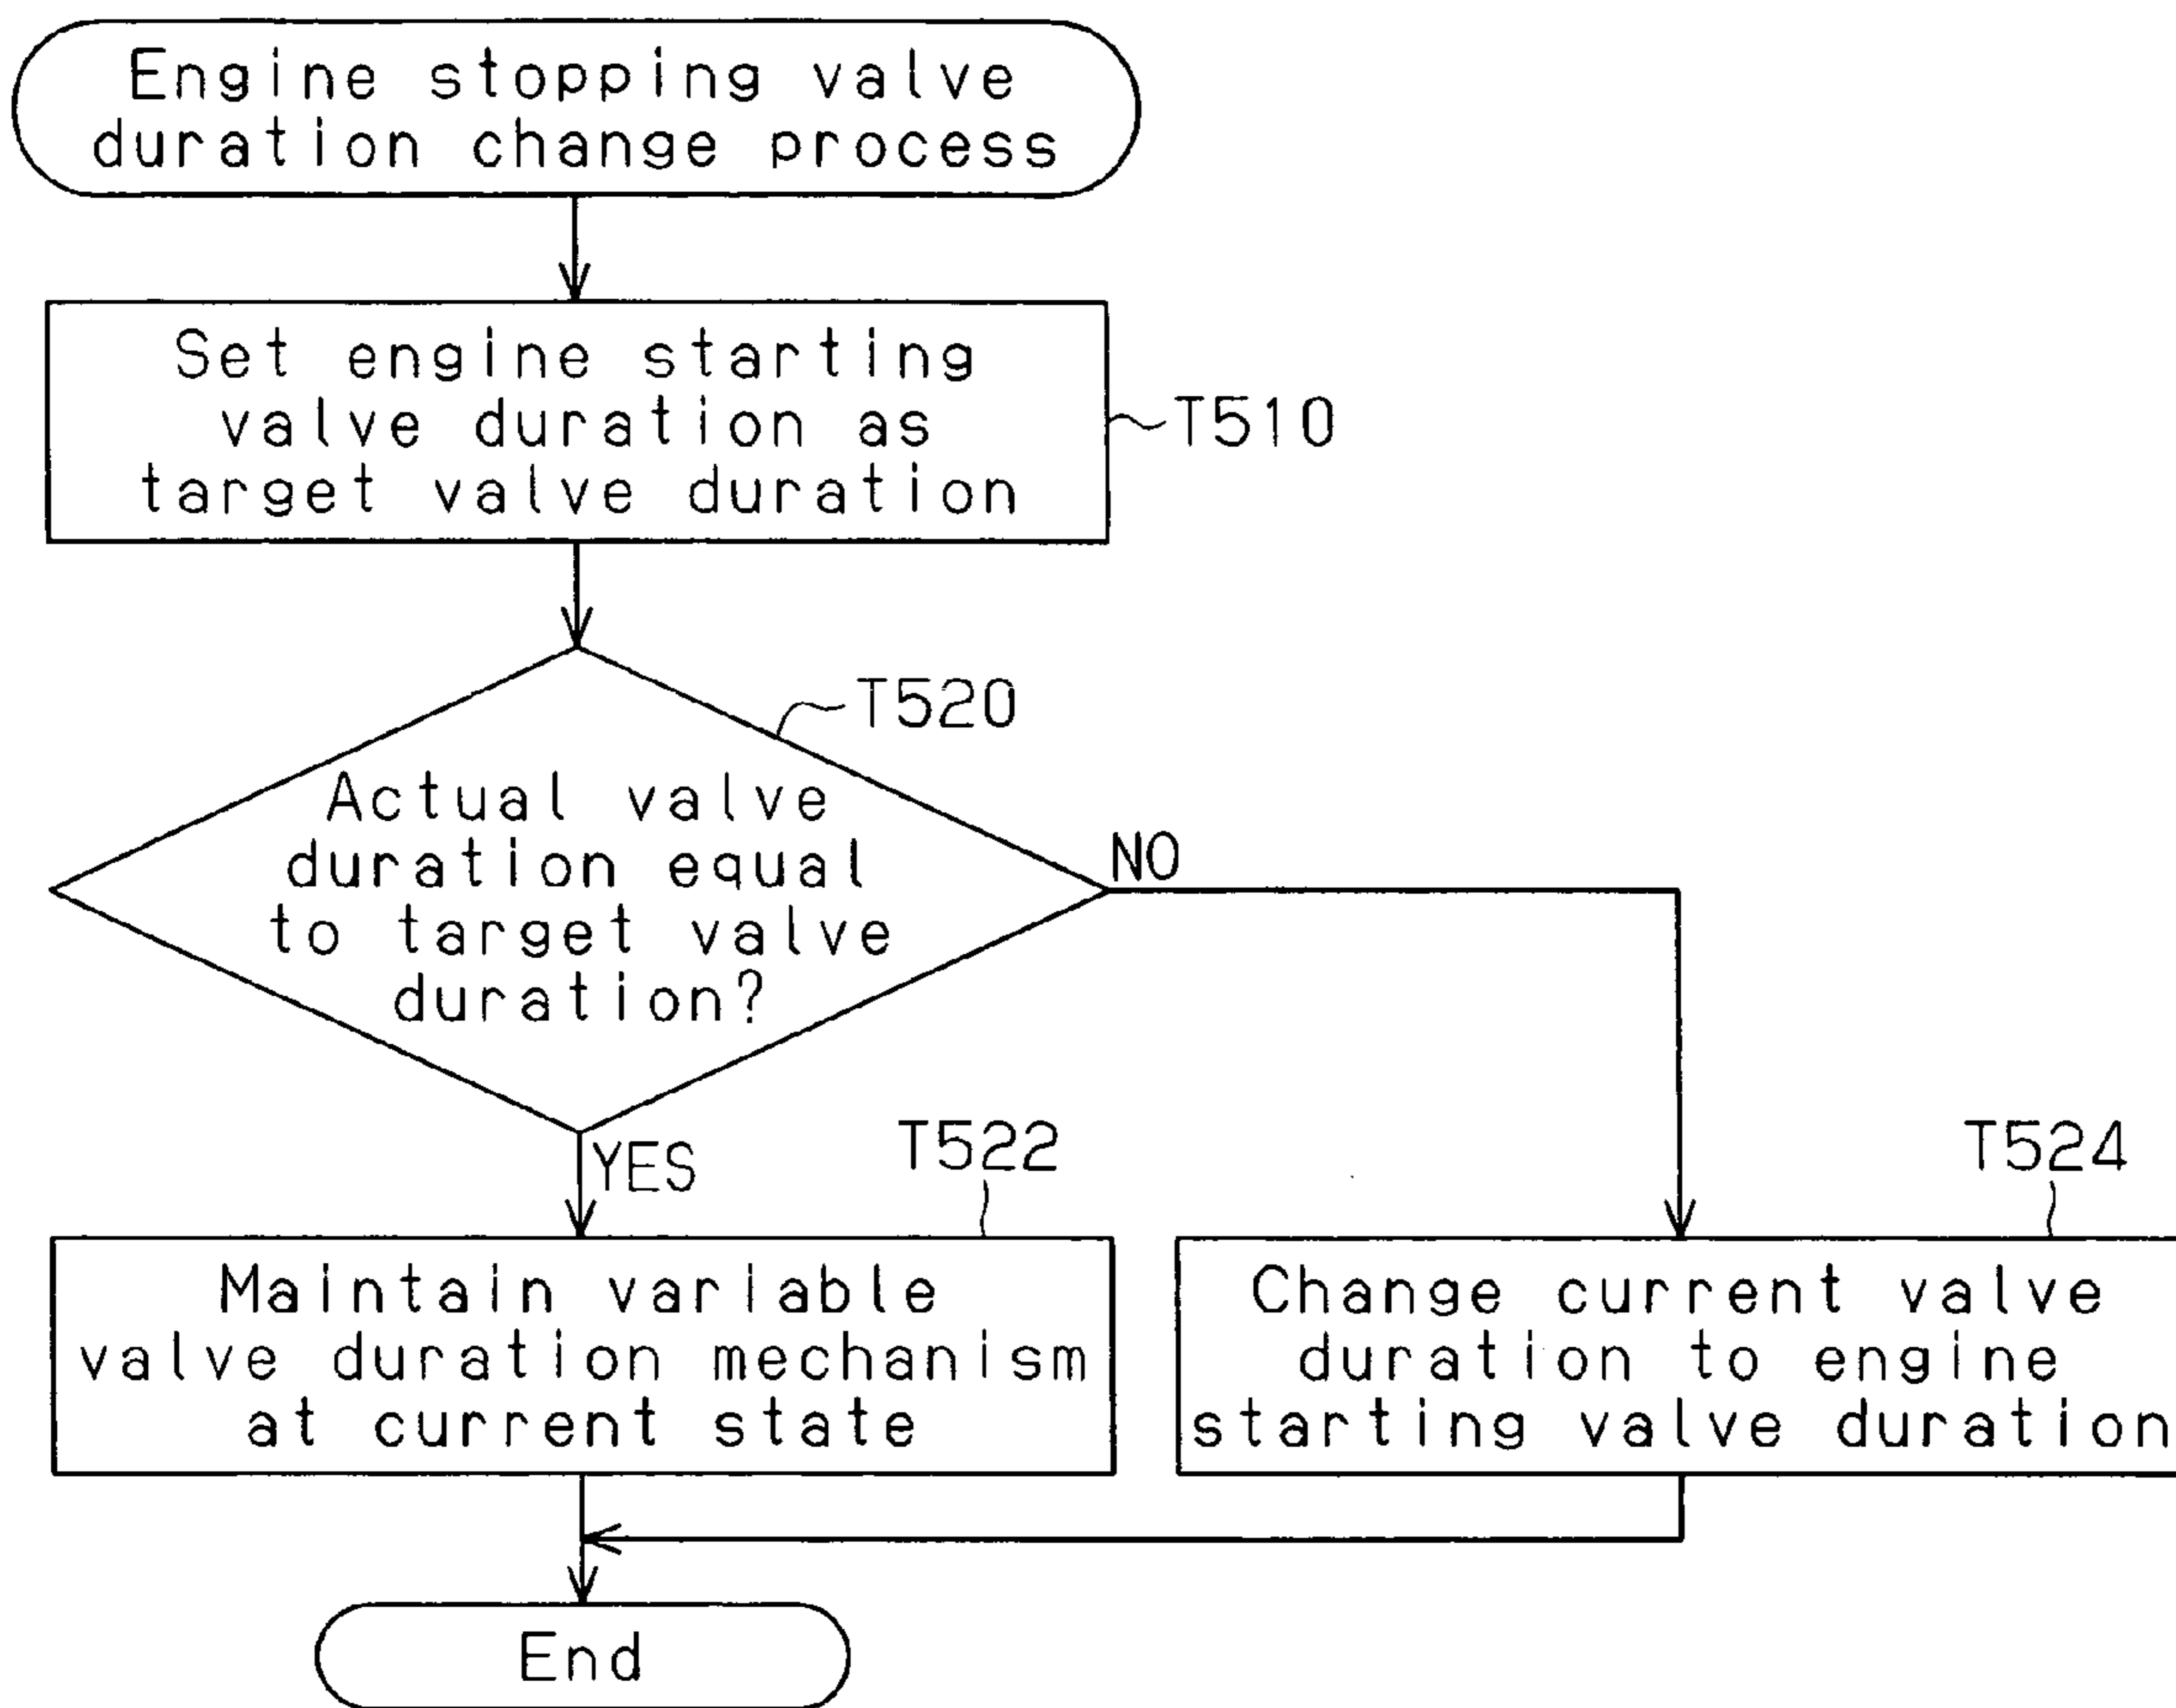 Engine stopping valve
duration change process
Set engine starting
valve duration as
target valve duration
T510
T520
Actual valve
duration equal
to target valve
duration?
NO
YES
T522
T524
Maintain variable
valve duration mechanism
at current state
Change current valve
duration to engine
starting valve duration
End